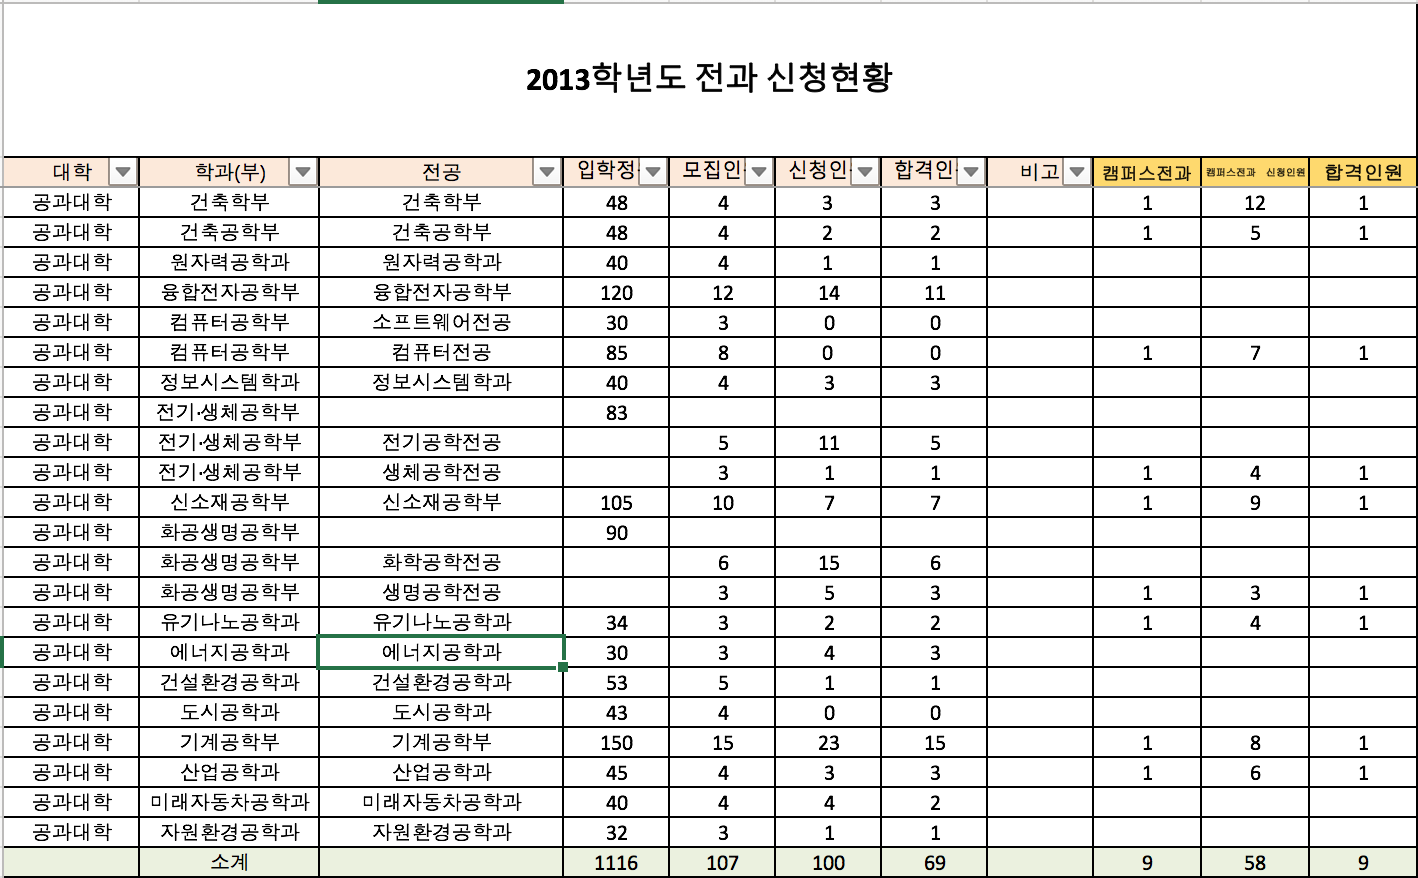 2013학년도 전과 신청현황
대학 학과(부) 전공 입학정 모집인 신청인 합격인 비고 캠퍼스전과 캠퍼스전과 신청인원 합격인원
공과대학 건축학부 건축학부 48 4 3 3 1 12 1
공과대학 건축공학부 건축공학부 48 4 2 2 1 5 1
공과대학 원자력공학과 원자력공학과 40 4 1 1
공과대학 융합전자공학부 융합전자공학부 120 12 14 11
공과대학 컴퓨터공학부 소프트웨어전공 30 3 0 0
공과대학 컴퓨터공학부 컴퓨터전공 85 8 0 0 1 7 1
공과대학 정보시스템학과 정보시스템학과 40 4 3 3
공과대학 전기·생체공학부 83
공과대학 전기·생체공학부 전기공학전공 5 11 5
공과대학 전기·생체공학부 생체공학전공 3 1 1 1 4 1
공과대학 신소재공학부 신소재공학부 105 10 7 7 1 9 1
공과대학 화공생명공학부 90
공과대학 화공생명공학부 화학공학전공 6 15 6
공과대학 화공생명공학부 생명공학전공 3 5 3 1 3 1
공과대학 유기나노공학과 유기나노공학과 34 3 2 2 1 4 1
공과대학 에너지공학과 에너지공학과 30 3 4 3
공과대학 건설환경공학과 건설환경공학과 53 5 1 1
공과대학 도시공학과 도시공학과 43 4 0 0
공과대학 기계공학부 기계공학부 150 15 23 15 1 8 1
공과대학 산업공학과 산업공학과 45 4 3 3 1 6 1
공과대학 미래자동차공학과 미래자동차공학과 40 4 4 2
공과대학 자원환경공학과 자원환경공학과 32 3 1 1
소계 1116 107 100 69 9 58 9